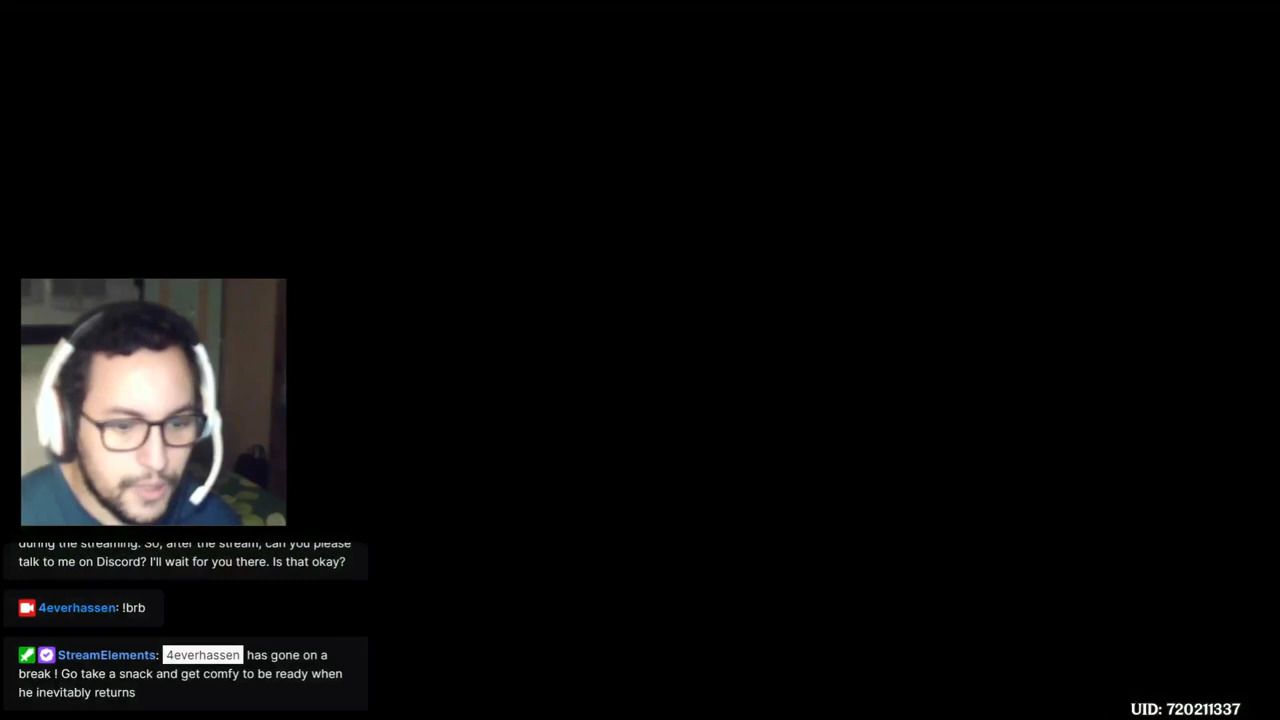 during the streaming. So, after the stream, can you please
talk to me on Discord? I'll wait for you there. Is that okay?
4everhassen: !brb
StreamElements: 4everhassen has gone on a
break ! Go take a snack and get comfy to be ready when
he inevitably returns
UID: 720211337